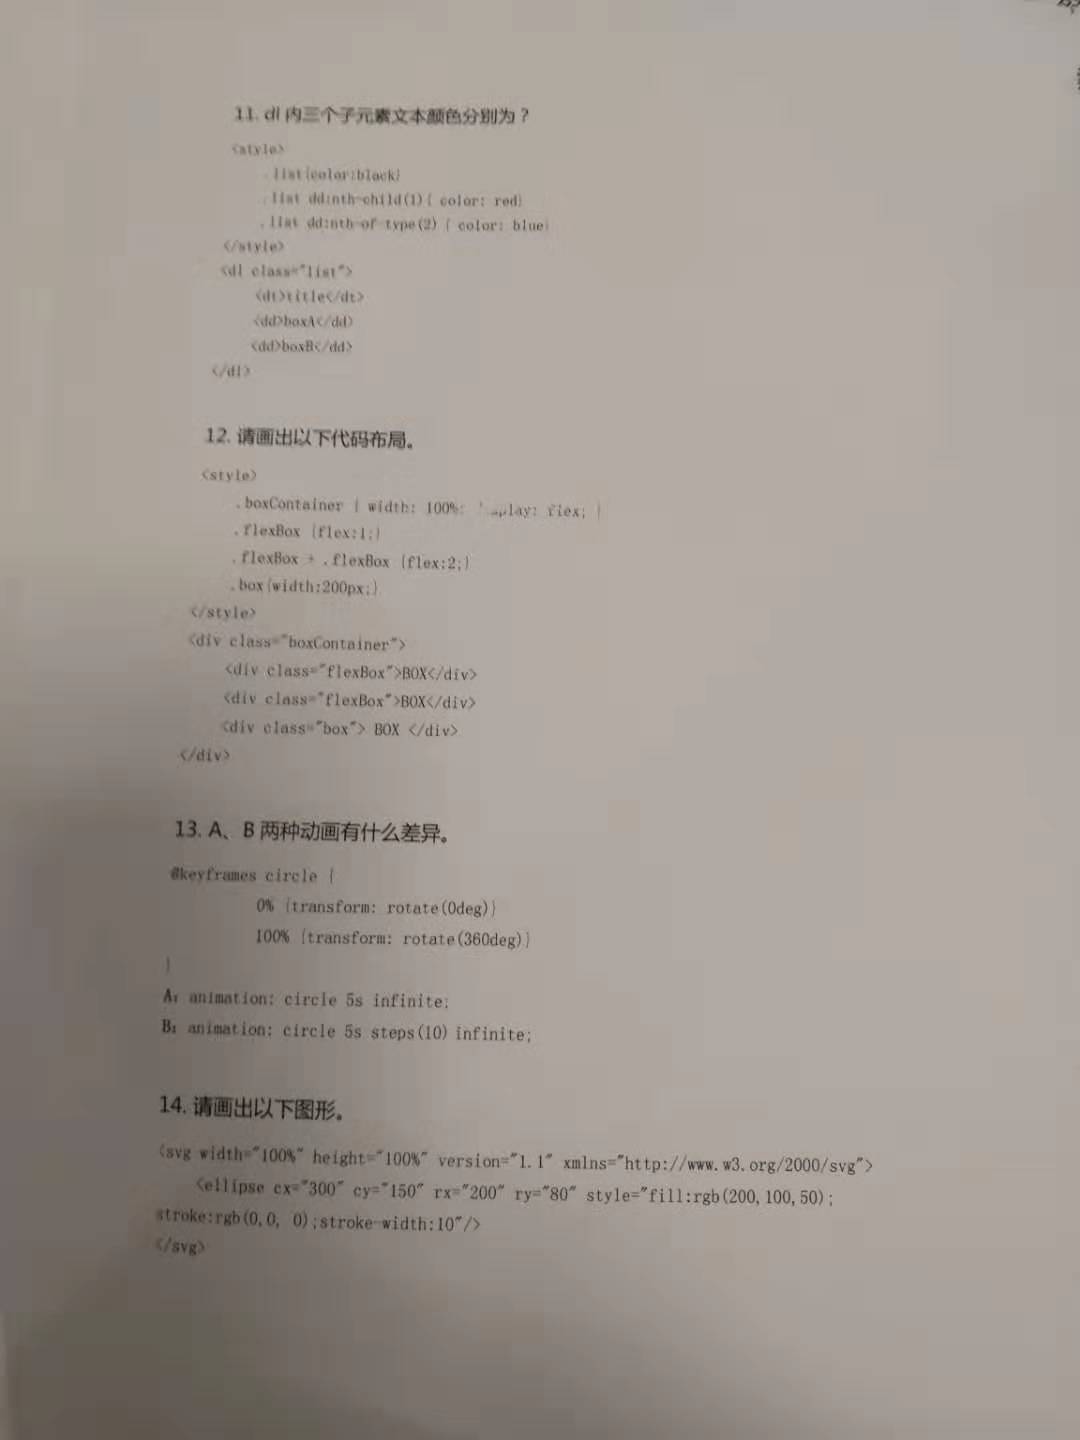 11. dl 内三个子元素文本颜色分别为？
<style>
.list{color:black}
.list dd:nth-child(1){ color: red}
.list dd:nth-of-type(2) { color: blue}
</style>
<dl class="list">
<dt>title</dt>
<dd>boxA</dd>
<dd>boxB</dd>
</dl>
12. 请画出以下代码布局。
<style>
.boxContainer { width: 100%; display: flex; }
.flexBox {flex:1;}
.flexBox + .flexBox {flex:2;}
.box{width:200px;}
</style>
<div class="boxContainer">
<div class="flexBox">BOX</div>
<div class="flexBox">BOX</div>
<div class="box"> BOX </div>
</div>
13. A、B 两种动画有什么差异。
@keyframes circle {
0% {transform: rotate(0deg)}
100% {transform: rotate(360deg)}
}
A: animation: circle 5s infinite;
B: animation: circle 5s steps(10) infinite;
14. 请画出以下图形。
<svg width="100%" height="100%" version="1.1" xmlns="http://www.w3.org/2000/svg">
<ellipse cx="300" cy="150" rx="200" ry="80" style="fill:rgb(200,100,50);
stroke:rgb(0,0, 0);stroke-width:10"/>
</svg>